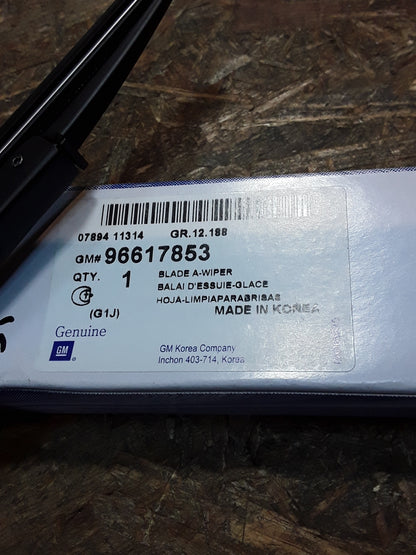 07894 11314 GR.12.188
GM# 96617853
QTY. 1 BLADE A-WIPER
BALAI D'ESSUIE-GLACE
HOJA-LIMPIAPARABRISAS
(G1J) MADE IN KOREA
Genuine
GM
GM Korea Company
Inchon 403-714, Korea